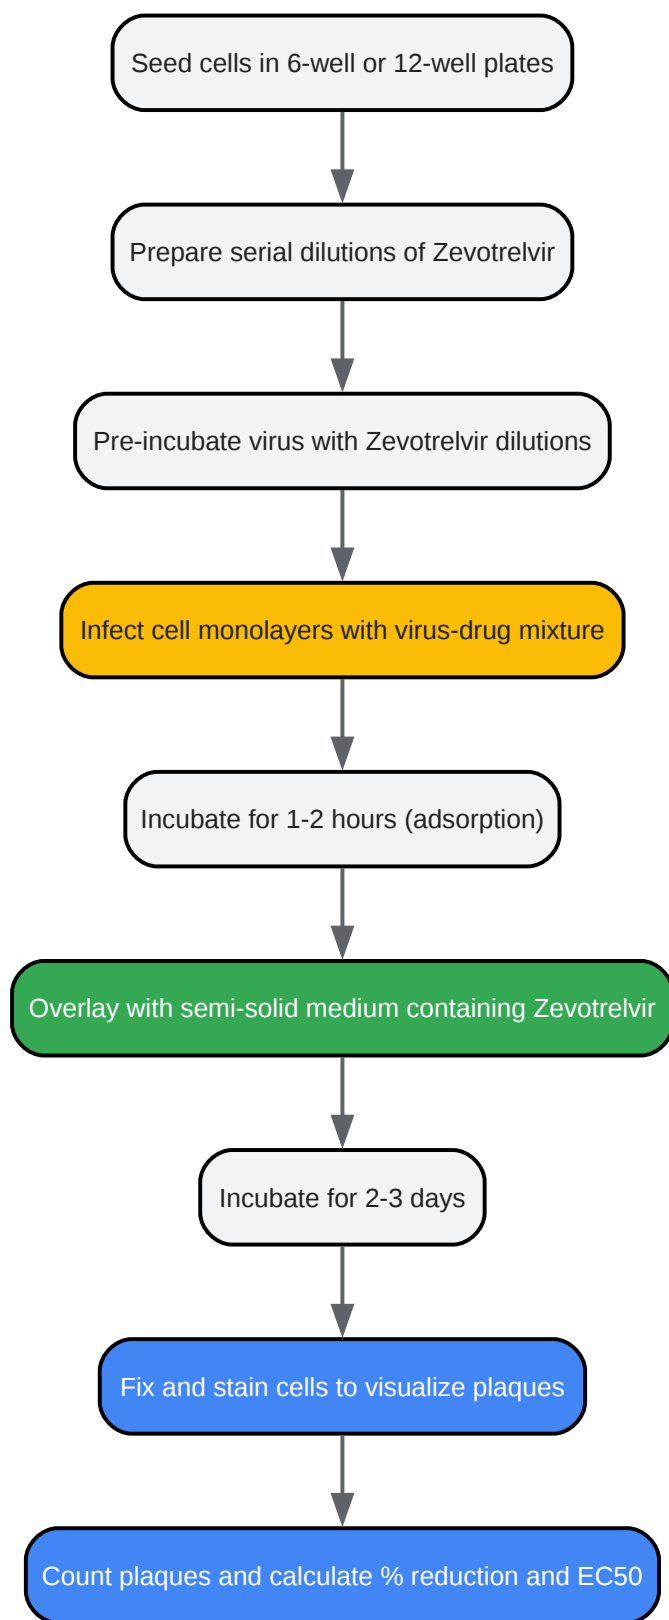 Seed cells in 6-well or 12-well plates
Prepare serial dilutions of Zevotrelvir
Pre-incubate virus with Zevotrelvir dilutions
Infect cell monolayers with virus-drug mixture
Incubate for 1-2 hours (adsorption)
Overlay with semi-solid medium containing Zevotrelvir
Incubate for 2-3 days
Fix and stain cells to visualize plaques
Count plaques and calculate % reduction and EC50